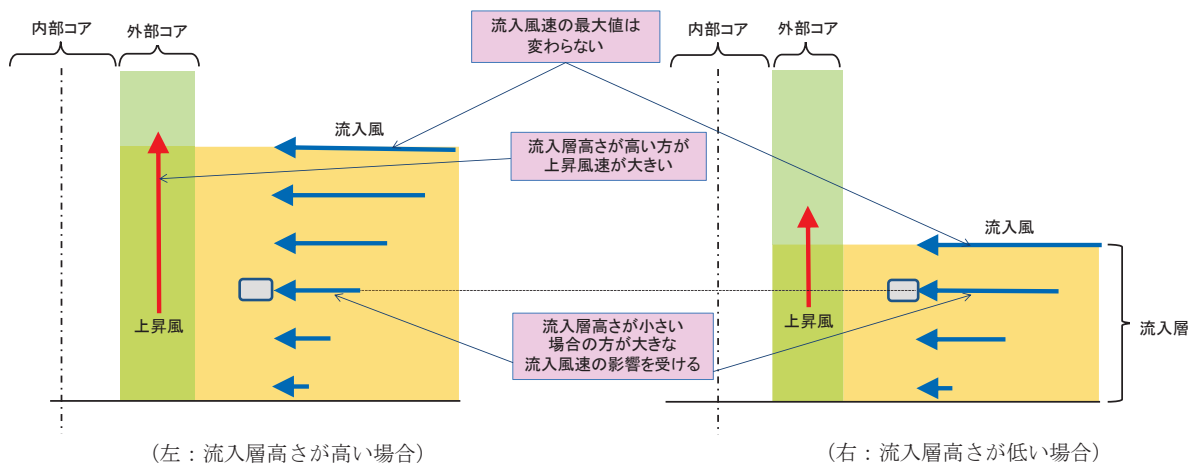 流入風速の最大値は
変わらない
内部コア
外部コア
内部コア
外部コア
流入風
流入層高さが高い方が
上昇風速が大きい
流入風
上昇風
上昇風
流入層高さが小さい
場合の方が大きな
流入風速の影響を受ける
流入層
(左：流入層高さが高い場合)
(右：流入層高さが低い場合)